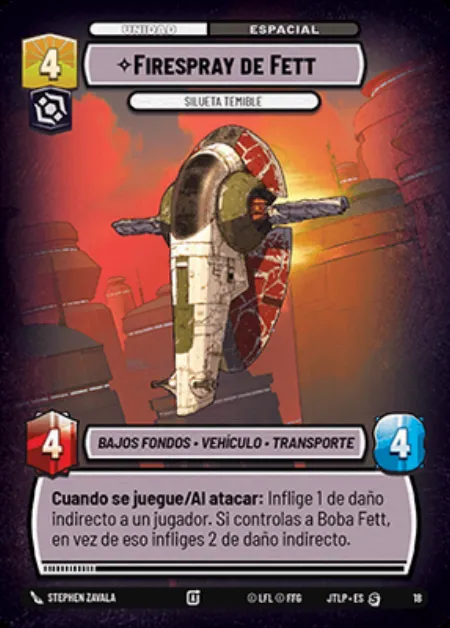 UNIDAD ESPACIAL
4
✧FIRESPRAY DE FETT
SILUETA TEMIBLE
4
BAJOS FONDOS • VEHÍCULO • TRANSPORTE
4
Cuando se juegue/Al atacar: Inflige 1 de daño
indirecto a un jugador. Si controlas a Boba Fett,
en vez de eso infliges 2 de daño indirecto.
STEPHEN ZAVALA © LFL © FFG JTLP • ES 18